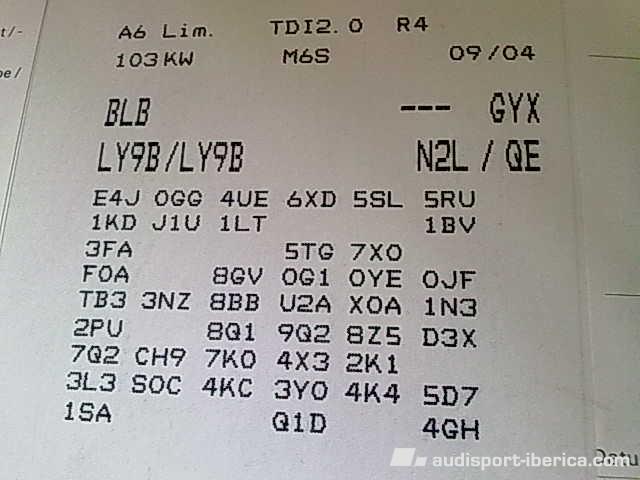 t/-
A6 Lim. TDI2.0 R4
103KW M6S 09/04
pe/
BLB --- GYX
LY9B/LY9B N2L / QE
E4J 0GG 4UE 6XD 5SL 5RU
1KD J1U 1LT 1BV
3FA 5TG 7X0
F0A 8GV 0G1 0YE 0JF
TB3 3NZ 8BB U2A X0A 1N3
2PU 8Q1 9Q2 8Z5 D3X
7Q2 CH9 7K0 4X3 2K1
3L3 S0C 4KC 3Y0 4K4 5D7
1SA Q1D 4GH
audisport-iberica.com
Datu